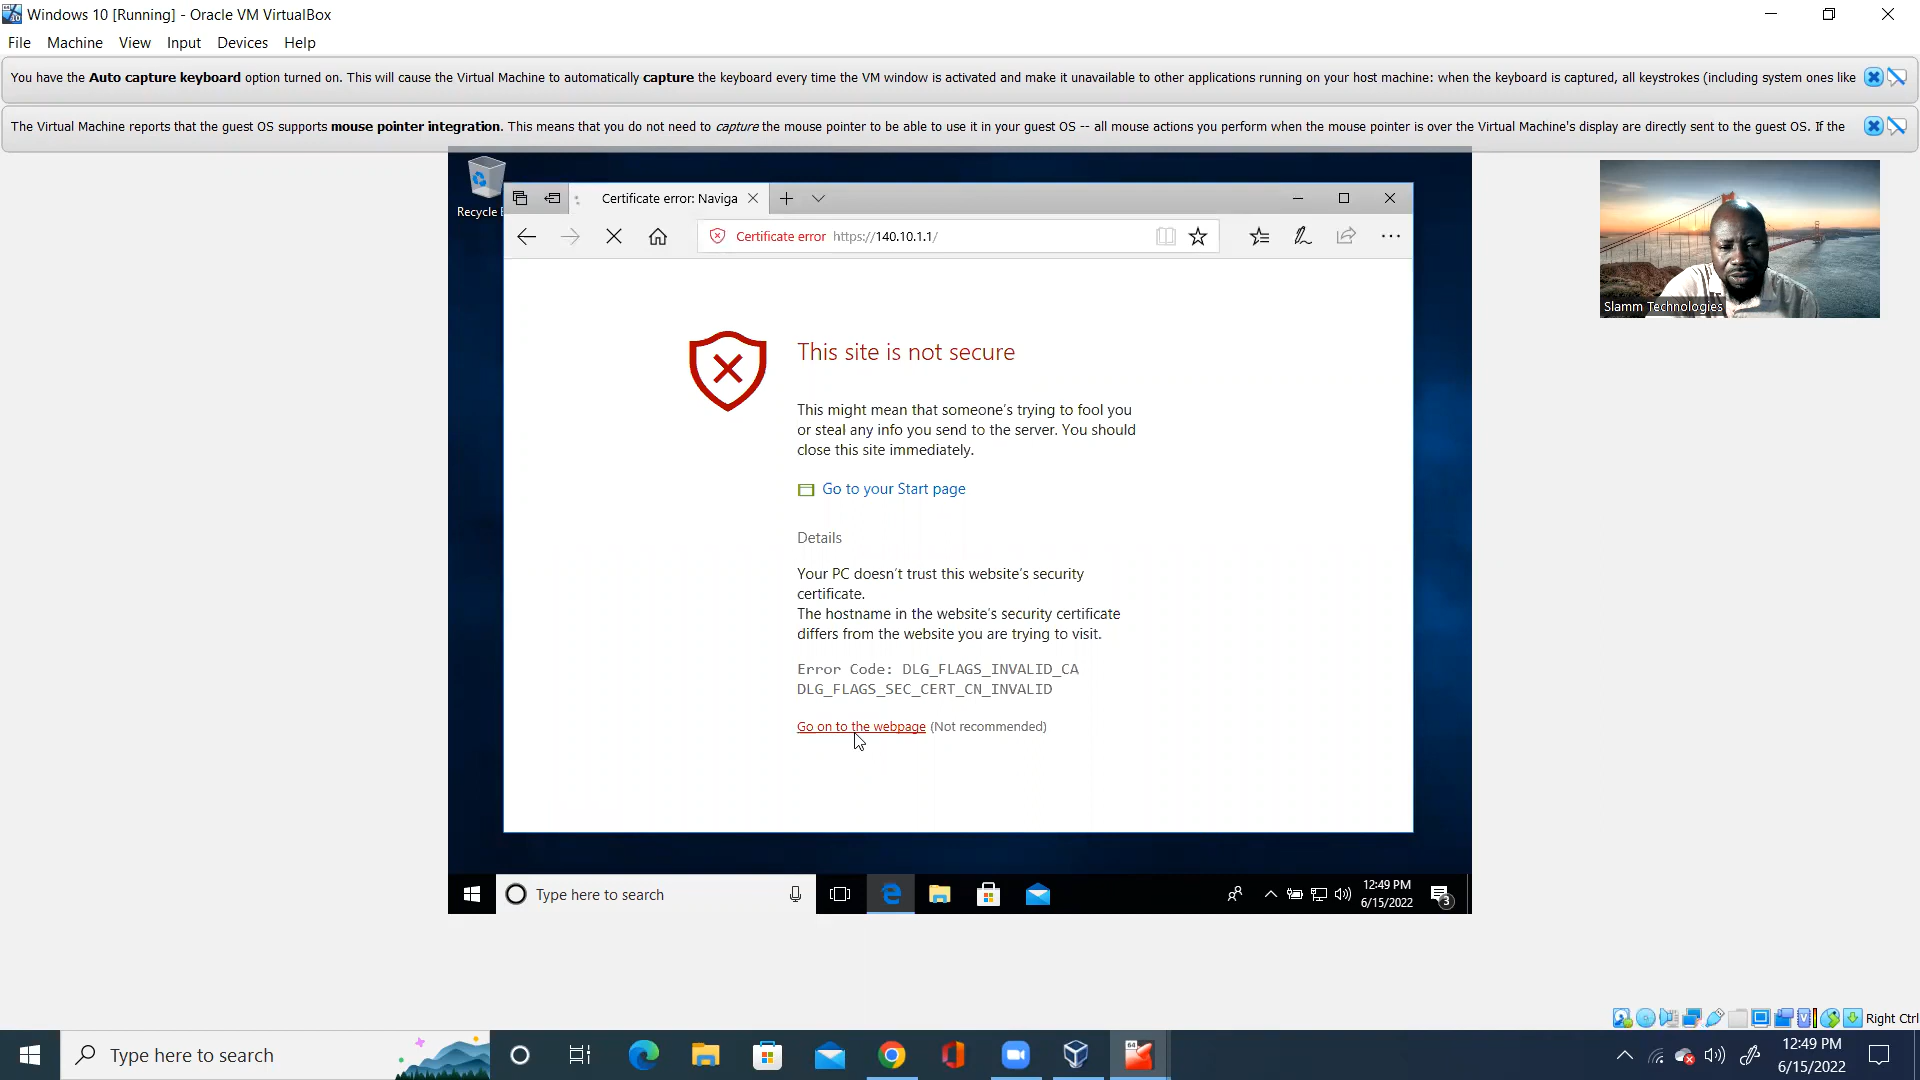 Windows 10 [Running] - Oracle VM VirtualBox
File Machine View Input Devices Help
You have the Auto capture keyboard option turned on. This will cause the Virtual Machine to automatically capture the keyboard every time the VM window is activated and make it unavailable to other applications running on your host machine: when the keyboard is captured, all keystrokes (including system ones like
The Virtual Machine reports that the guest OS supports mouse pointer integration. This means that you do not need to capture the mouse pointer to be able to use it in your guest OS -- all mouse actions you perform when the mouse pointer is over the Virtual Machine's display are directly sent to the guest OS. If the
Recycle
Certificate error: Naviga
Certificate error https://140.10.1.1/
Slamm Technologies
This site is not secure
This might mean that someone's trying to fool you
or steal any info you send to the server. You should
close this site immediately.
Go to your Start page
Details
Your PC doesn't trust this website's security
certificate.
The hostname in the website's security certificate
differs from the website you are trying to visit.
Error Code: DLG_FLAGS_INVALID_CA
DLG_FLAGS_SEC_CERT_CN_INVALID
Go on to the webpage (Not recommended)
Type here to search
12:49 PM
6/15/2022
3
Right Ctrl
Type here to search
64
12:49 PM
6/15/2022